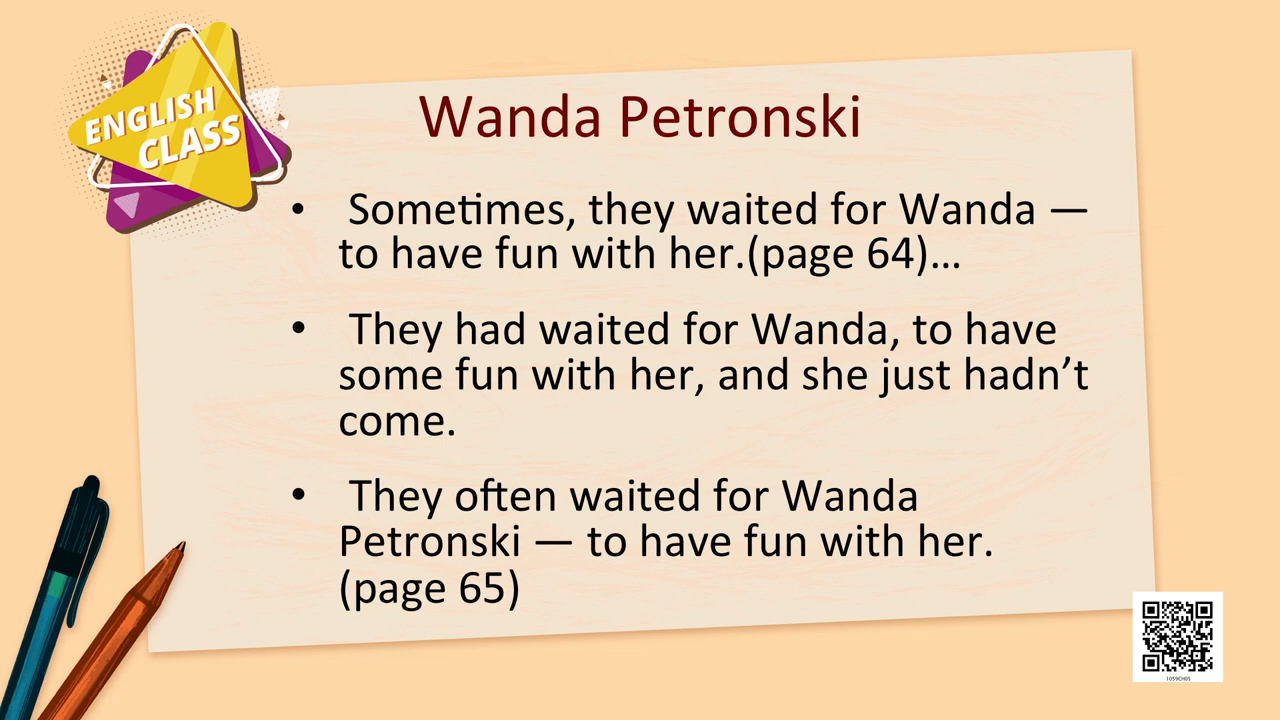 ENGLISH
CLASS
Wanda Petronski
• Sometimes, they waited for Wanda —
to have fun with her.(page 64)…
• They had waited for Wanda, to have
some fun with her, and she just hadn’t
come.
• They often waited for Wanda
Petronski — to have fun with her.
(page 65)
1059CH05